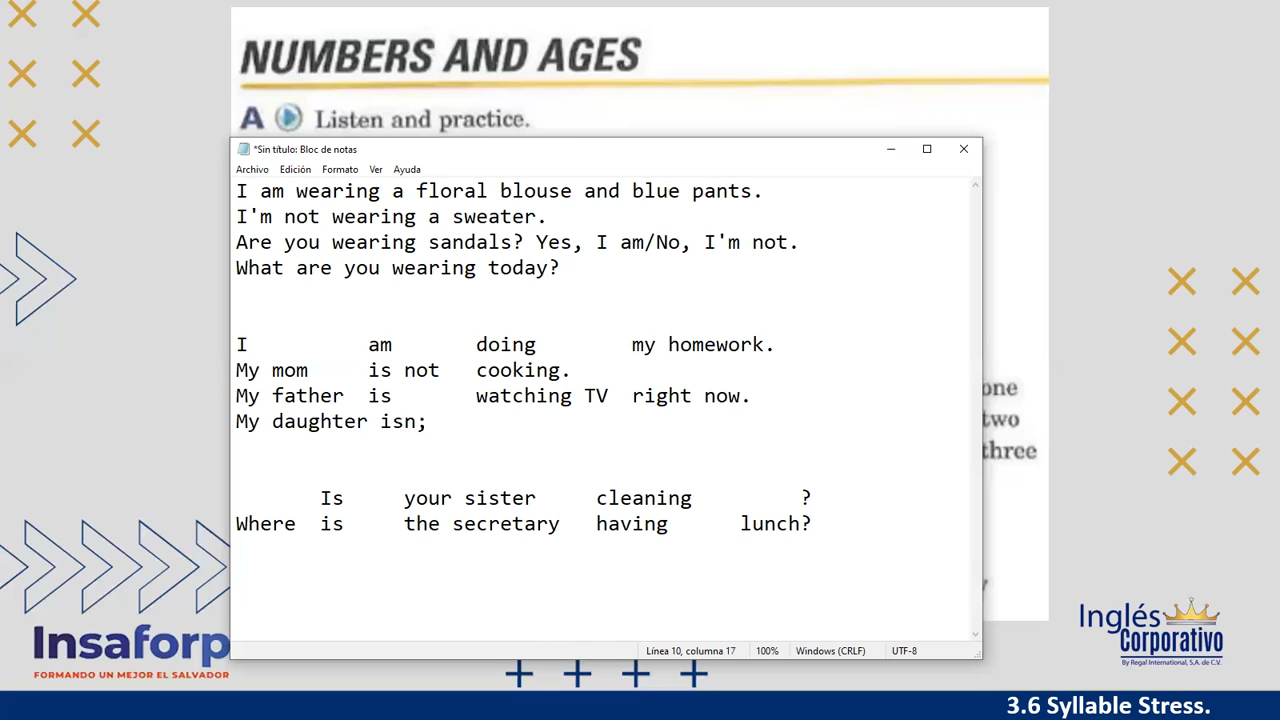 NUMBERS AND AGES
A Listen and practice.
*Sin título: Bloc de notas
Archivo Edición Formato Ver Ayuda
I am wearing a floral blouse and blue pants.
I'm not wearing a sweater.
Are you wearing sandals? Yes, I am/No, I'm not.
What are you wearing today?
I am doing my homework.
My mom is not cooking.
My father is watching TV right now.
My daughter isn;
Is your sister cleaning ?
Where is the secretary having lunch?
one
two
three
Línea 10, columna 17 100% Windows (CRLF) UTF-8
Insaforp
FORMANDO UN MEJOR EL SALVADOR
Inglés
Corporativo
By Regal International, S.A. de C.V.
3.6 Syllable Stress.